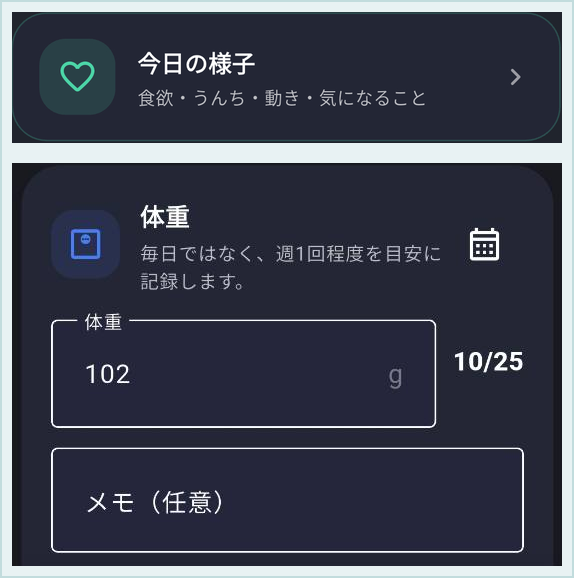 今日の様子
食欲・うんち・動き・気になること
体重
毎日ではなく、週1回程度を目安に
記録します。
体重
102 g
10/25
メモ（任意）